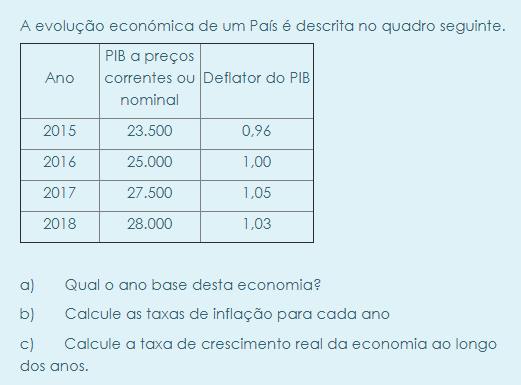 A evolução económica de um País é descrita no quadro seguinte.
Ano
PIB a preços
correntes ou
nominal
Deflator do PIB
2015 23.500 0,96
2016 25.000 1,00
2017 27.500 1,05
2018 28.000 1,03
a) Qual o ano base desta economia?
b) Calcule as taxas de inflação para cada ano
c) Calcule a taxa de crescimento real da economia ao longo
dos anos.